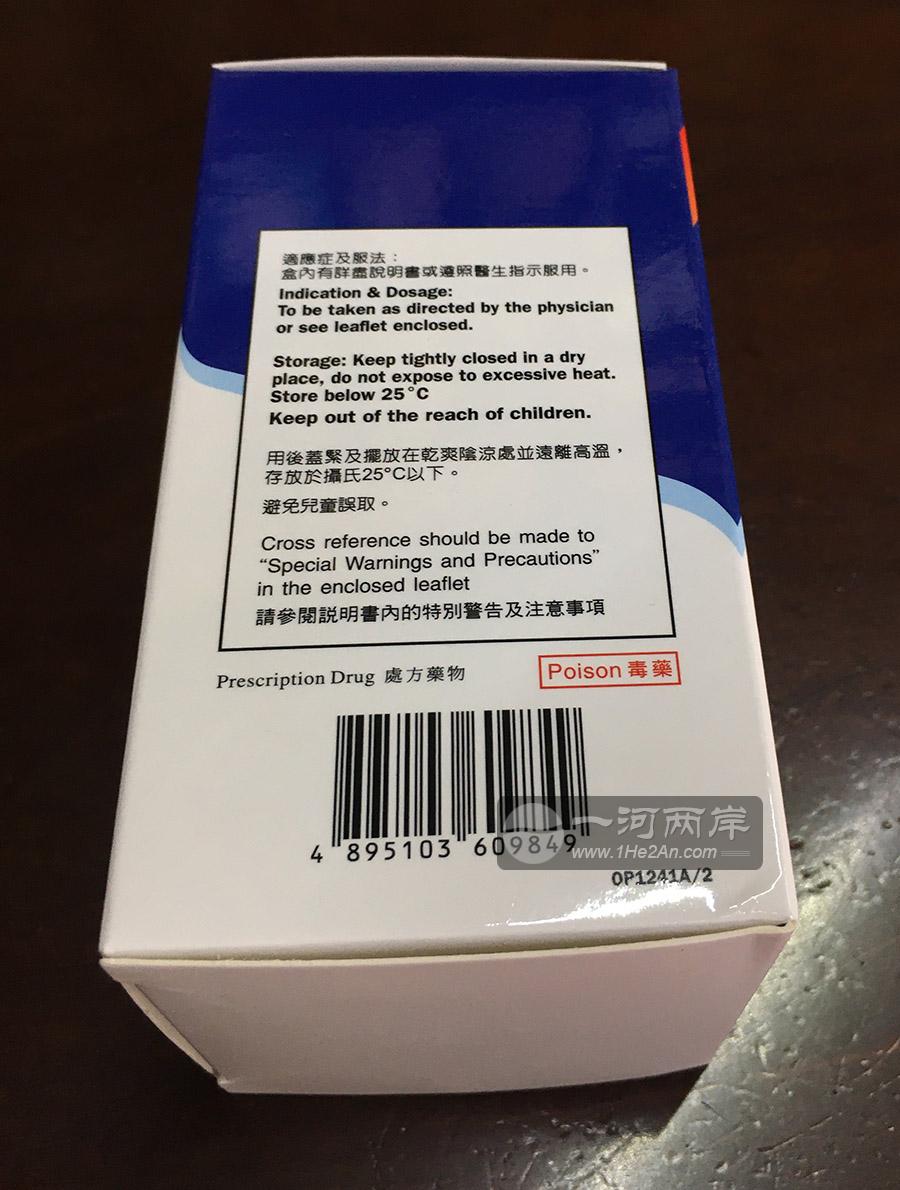 適應症及服法：
盒內有詳盡說明書或遵照醫生指示服用。
Indication & Dosage:
To be taken as directed by the physician
or see leaflet enclosed.
Storage: Keep tightly closed in a dry
place, do not expose to excessive heat.
Store below 25°C
Keep out of the reach of children.
用後蓋緊及擺放在乾爽陰涼處並遠離高溫，
存放於攝氏25°C以下。
避免兒童誤取。
Cross reference should be made to
“Special Warnings and Precautions”
in the enclosed leaflet
請參閱說明書內的特別警告及注意事項
Prescription Drug 處方藥物
Poison 毒藥
4 895103 609849
一河两岸
www.1He2An.com
OP1241A/2